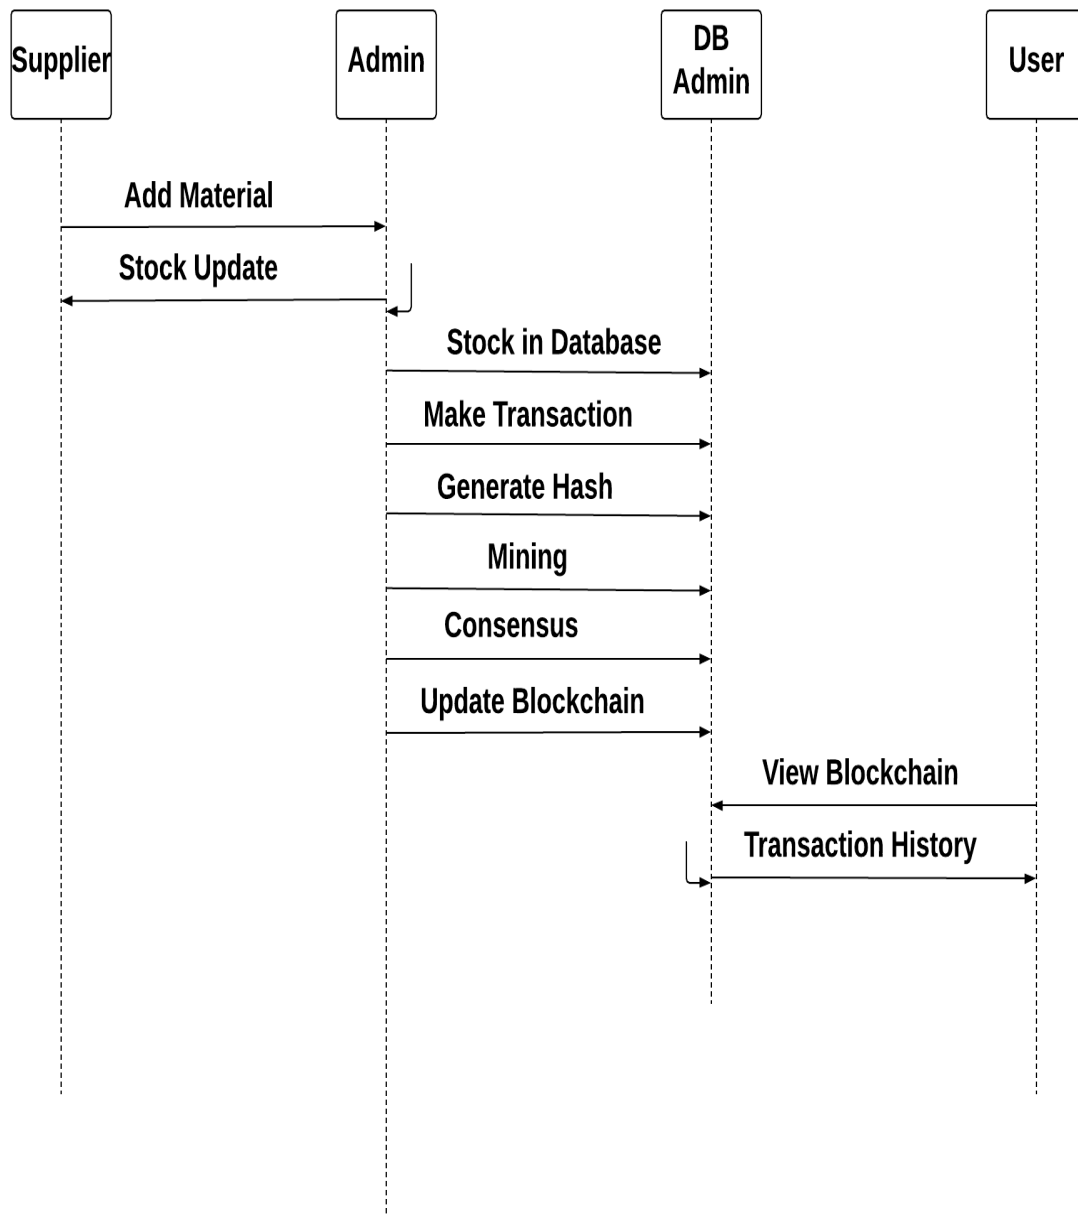 Supplier
Admin
DB
Admin
User
Add Material
Stock Update
Stock in Database
Make Transaction
Generate Hash
Mining
Consensus
Update Blockchain
View Blockchain
Transaction History